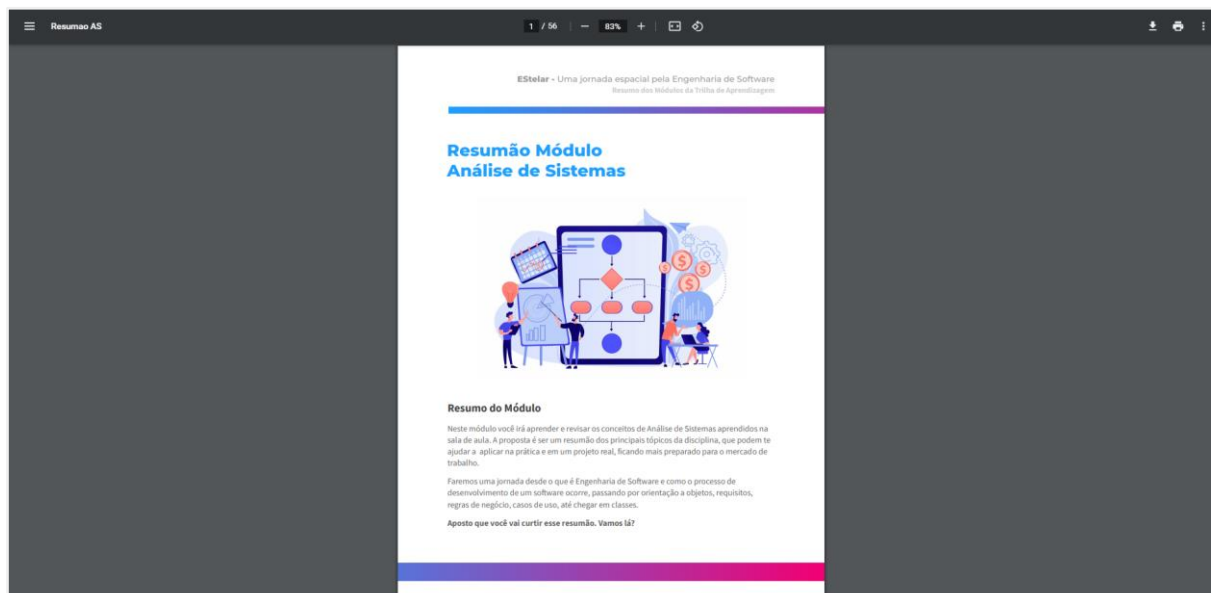 Resumao AS
1 / 56
83%
EStelar - Uma jornada espacial pela Engenharia de Software
Resumo dos Módulos da Trilha de Aprendizagem
Resumão Módulo
Análise de Sistemas
Resumo do Módulo
Neste módulo você irá aprender e revisar os conceitos de Análise de Sistemas aprendidos na
sala de aula. A proposta é ser um resumão dos principais tópicos da disciplina, que podem te
ajudar a aplicar na prática e em um projeto real, ficando mais preparado para o mercado de
trabalho.
Faremos uma jornada desde o que é Engenharia de Software e como o processo de
desenvolvimento de um software ocorre, passando por orientação a objetos, requisitos,
regras de negócio, casos de uso, até chegar em classes.
Aposto que você vai curtir esse resumão. Vamos lá?